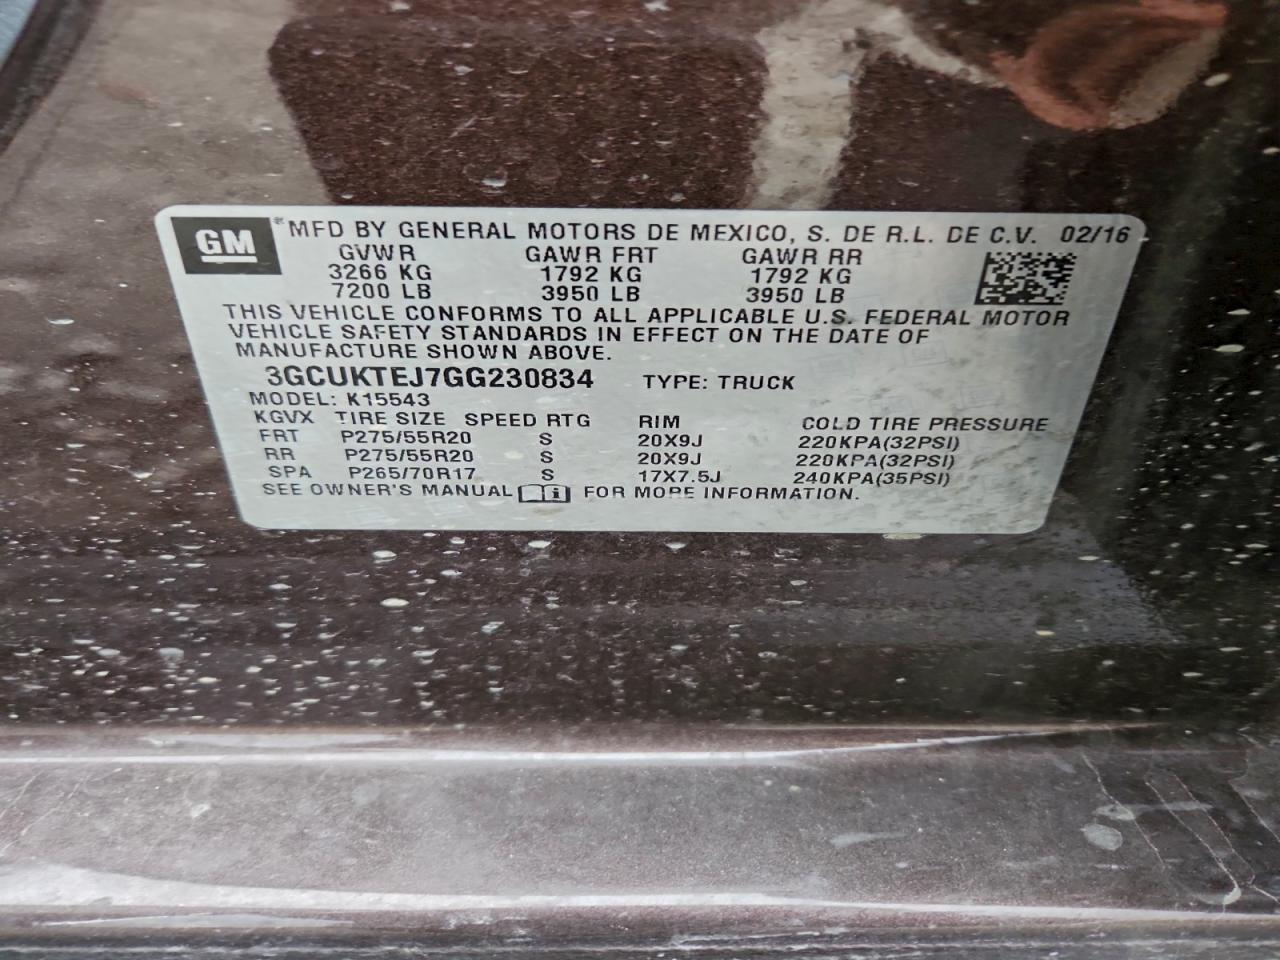 GM * MFD BY GENERAL MOTORS DE MEXICO, S. DE R.L. DE C.V. 02/16
GVWR GAWR FRT GAWR RR
3266 KG 1792 KG 1792 KG
7200 LB 3950 LB 3950 LB
THIS VEHICLE CONFORMS TO ALL APPLICABLE U.S. FEDERAL MOTOR
VEHICLE SAFETY STANDARDS IN EFFECT ON THE DATE OF
MANUFACTURE SHOWN ABOVE.
3GCUKTEJ7GG230834 TYPE: TRUCK
MODEL: K15543
KGVX TIRE SIZE SPEED RTG RIM COLD TIRE PRESSURE
FRT P275/55R20 S 20X9J 220KPA(32PSI)
RR P275/55R20 S 20X9J 220KPA(32PSI)
SPA P265/70R17 S 17X7.5J 240KPA(35PSI)
SEE OWNER'S MANUAL i FOR MORE INFORMATION.